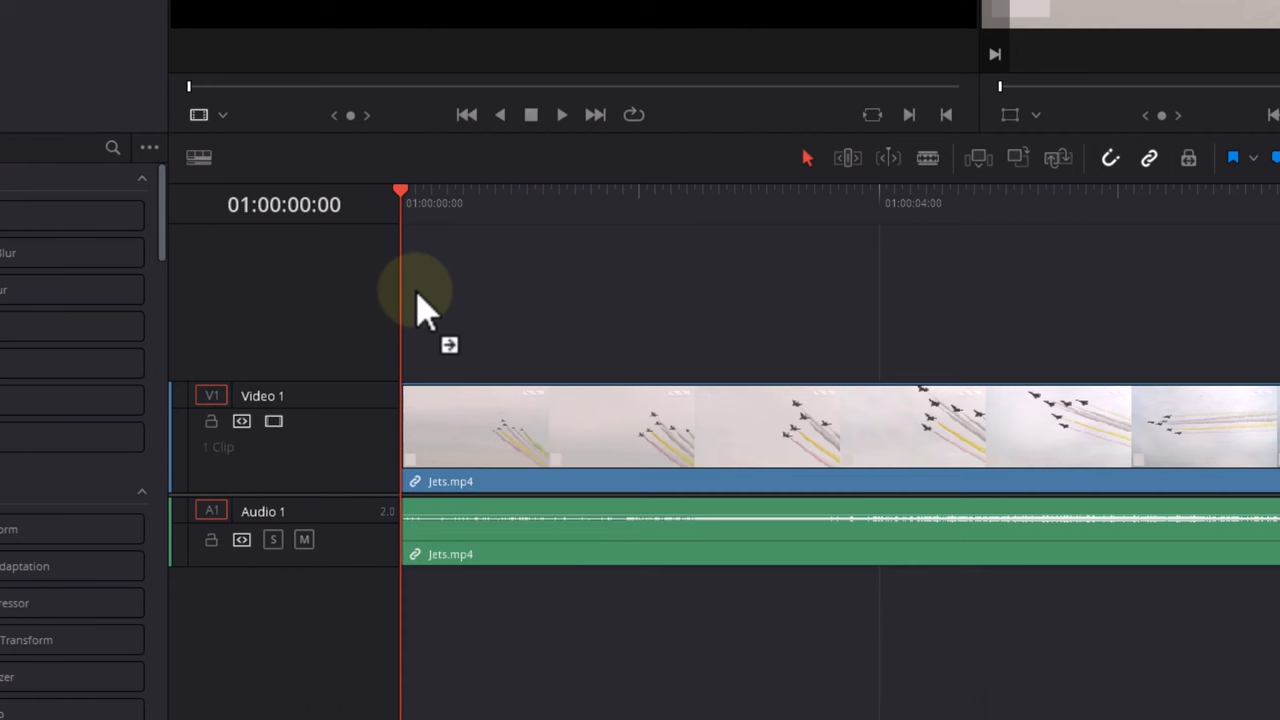 01:00:00:00
01:00:00:00
01:00:04:00
Blur
ur
V1 Video 1
1 Clip
Jets.mp4
A1 Audio 1 2.0
S M
Jets.mp4
orm
daptation
ressor
Transform
zer
o